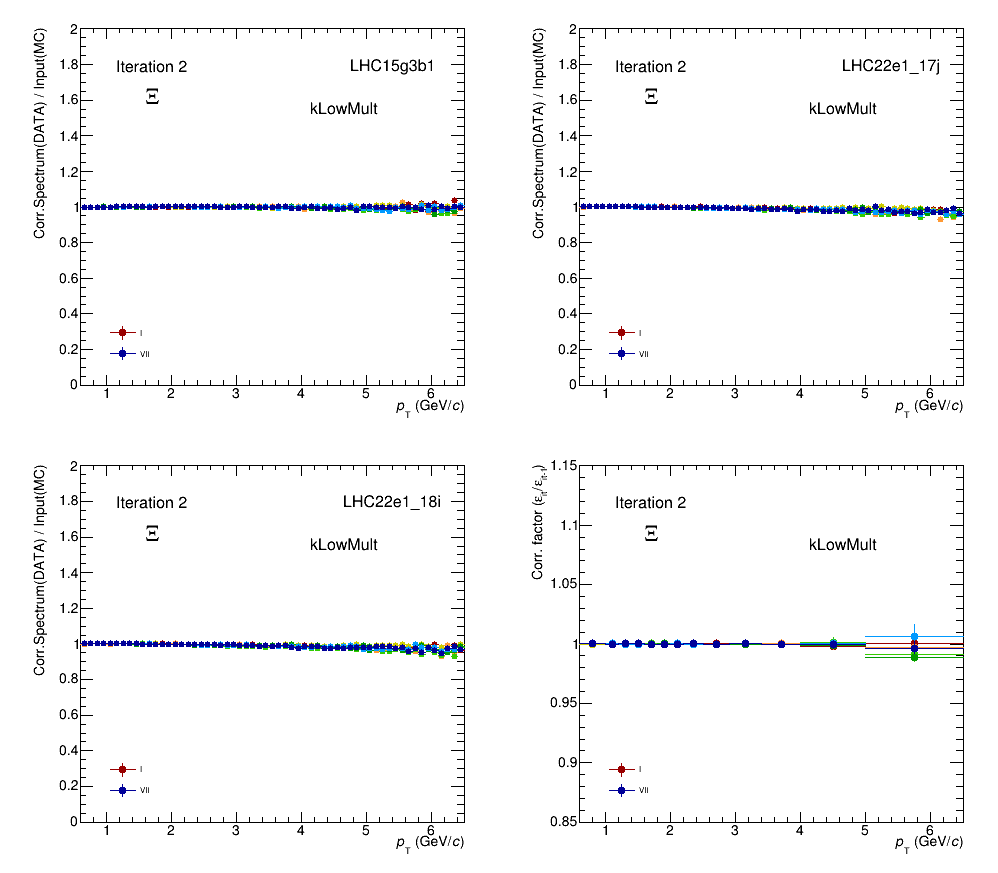 Corr.Spectrum(DATA) / Input(MC)
2
1.8
1.6
1.4
1.2
1
0.8
0.6
0.4
0.2
0
Iteration 2
LHC15g3b1
Ξ
kLowMult
I
VII
1 2 3 4 5 6
p_T (GeV/c)
Corr.Spectrum(DATA) / Input(MC)
2
1.8
1.6
1.4
1.2
1
0.8
0.6
0.4
0.2
0
Iteration 2
LHC22e1_17j
Ξ
kLowMult
I
VII
1 2 3 4 5 6
p_T (GeV/c)
Corr.Spectrum(DATA) / Input(MC)
2
1.8
1.6
1.4
1.2
1
0.8
0.6
0.4
0.2
0
Iteration 2
LHC22e1_18i
Ξ
kLowMult
I
VII
1 2 3 4 5 6
p_T (GeV/c)
Corr. factor (ε_it/ε_it-1)
1.15
1.1
1.05
1
0.95
0.9
0.85
Iteration 2
Ξ
kLowMult
I
VII
1 2 3 4 5 6
p_T (GeV/c)